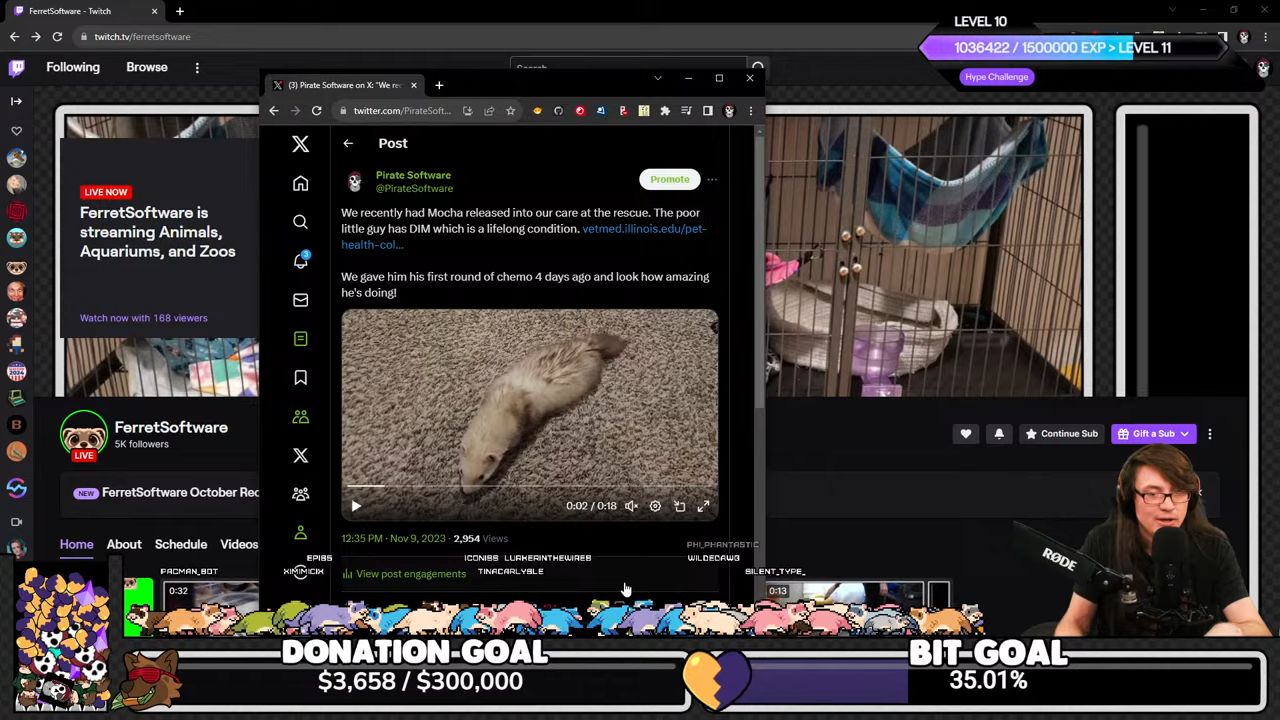 FerretSoftware - Twitch
twitch.tv/ferretsoftware
LEVEL 10
1036422 / 1500000 EXP > LEVEL 11
Hype Challenge
Following
Browse
(3) Pirate Software on X: "We rec
twitter.com/PirateSoft...
Post
Pirate Software
@PirateSoftware
Promote
We recently had Mocha released into our care at the rescue. The poor
little guy has DIM which is a lifelong condition. vetmed.illinois.edu/pet-
health-col...
We gave him his first round of chemo 4 days ago and look how amazing
he's doing!
0:02 / 0:18
12:35 PM · Nov 9, 2023 · 2,954 Views
View post engagements
3
LIVE NOW
FerretSoftware is
streaming Animals,
Aquariums, and Zoos
Watch now with 168 viewers
FerretSoftware
5K followers
LIVE
Continue Sub
Gift a Sub
NEW
FerretSoftware October Rec
Home
About
Schedule
Videos
PHI_PHANTASTIC
EPIBS
ICONISS
LURKERINTHEWIRES
WILDECAWB
PACMAN_BOT
XIMIMICIX
TINACARLYBLE
SILENT_TYPE_
0:32
0:13
RØDE
DONATION GOAL
$3,658 / $300,000
BIT GOAL
35.01%